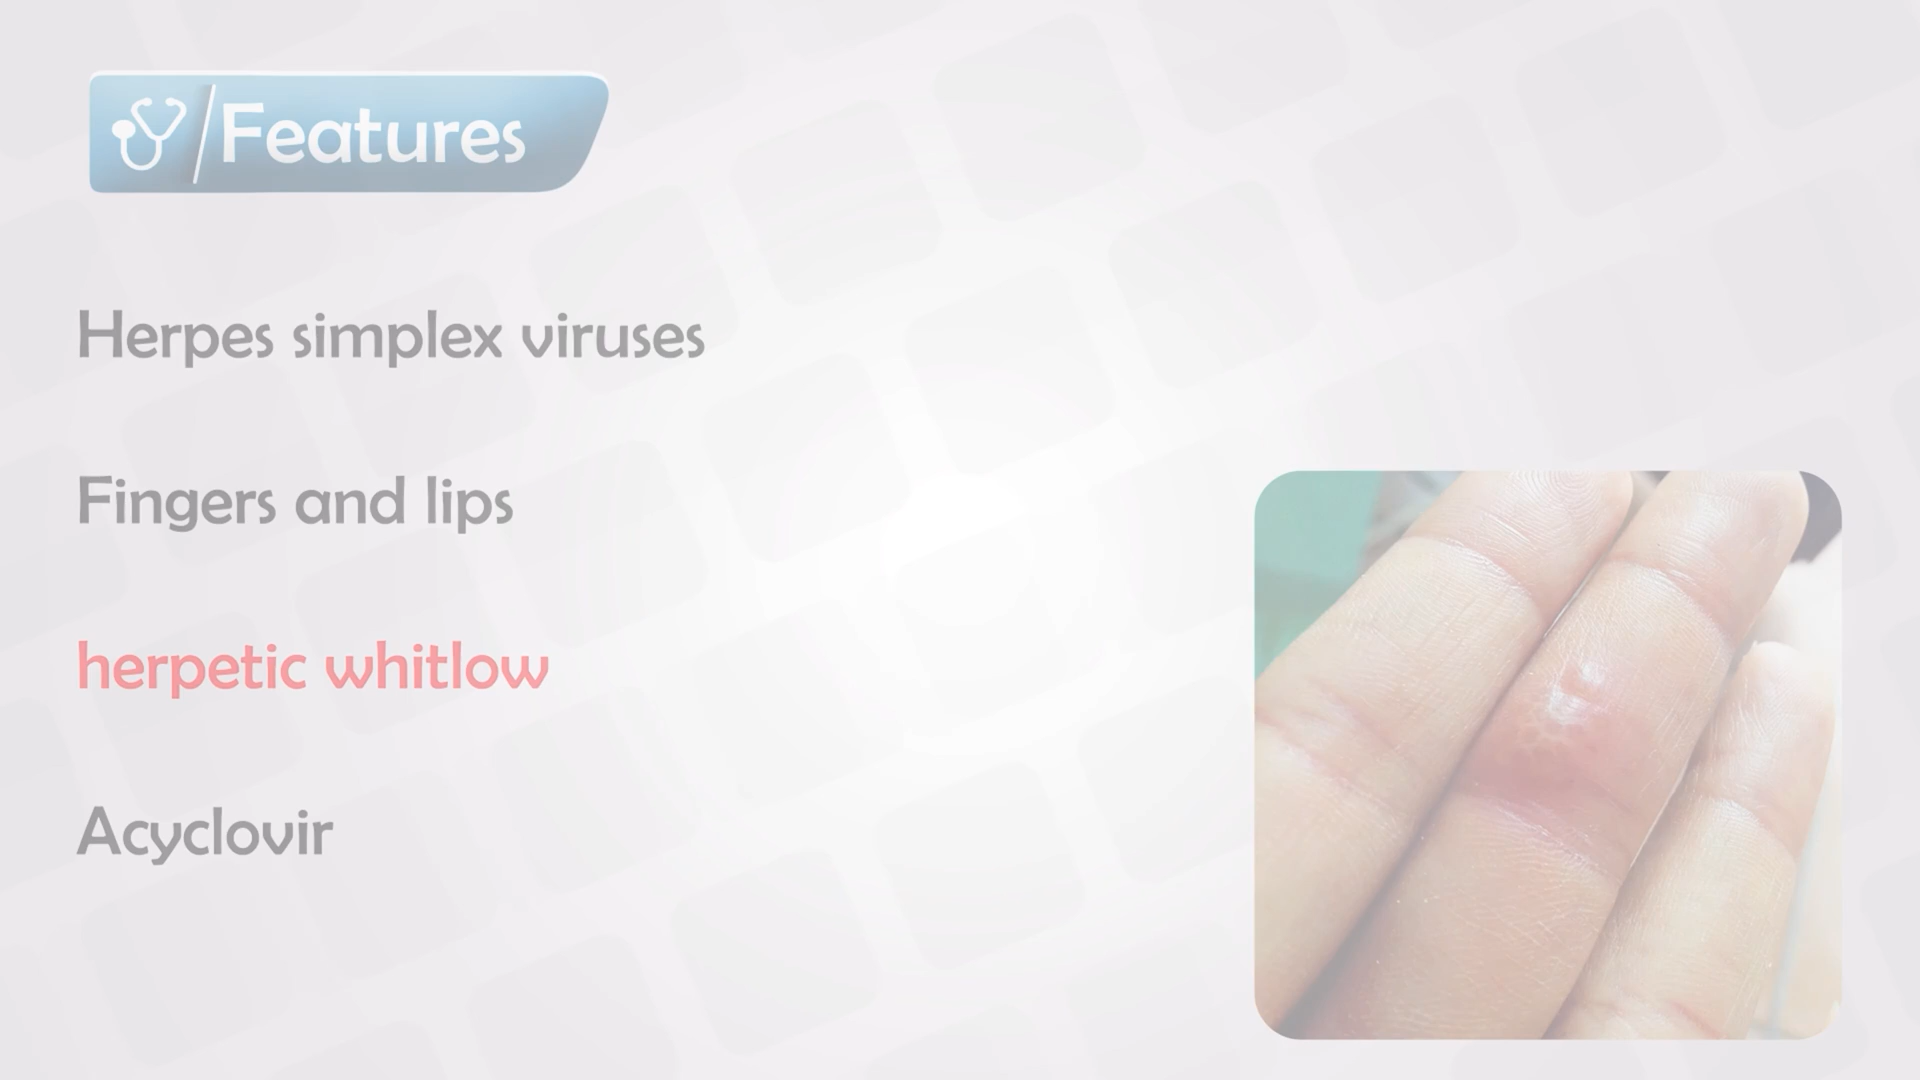 Features
Herpes simplex viruses
Fingers and lips
herpetic whitlow
Acyclovir